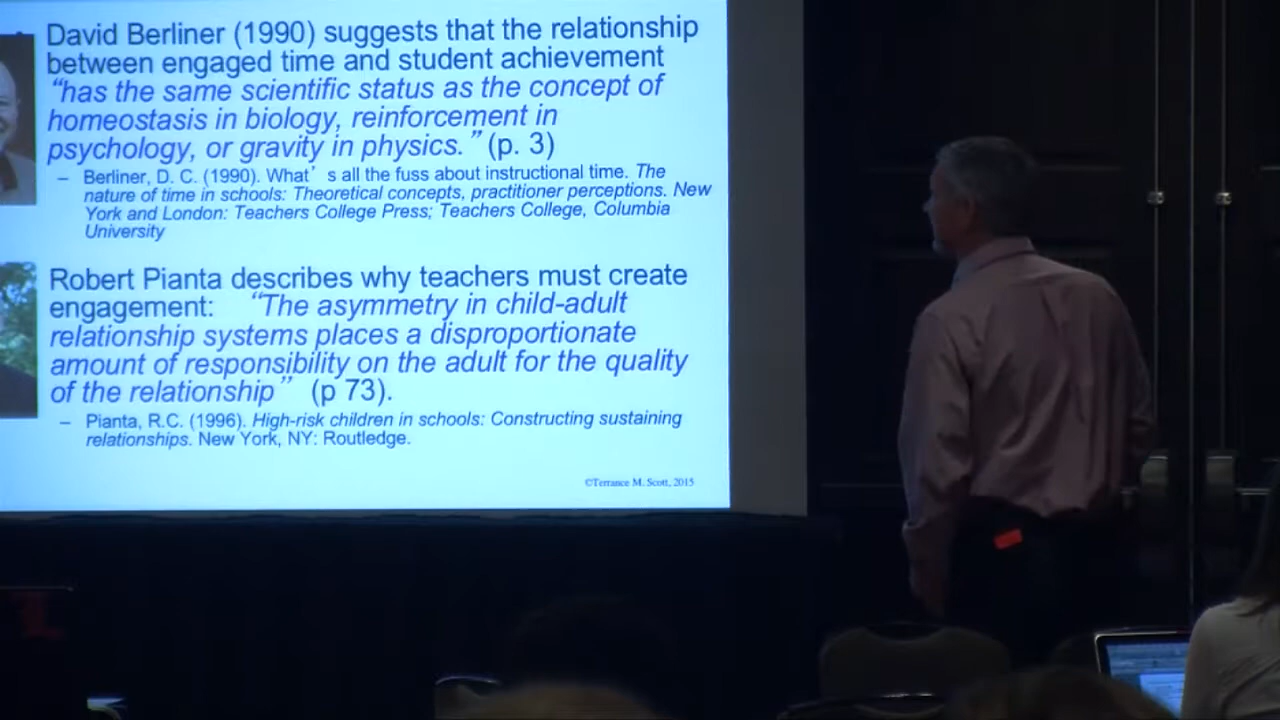 David Berliner (1990) suggests that the relationship
between engaged time and student achievement
“has the same scientific status as the concept of
homeostasis in biology, reinforcement in
psychology, or gravity in physics.” (p. 3)
– Berliner, D. C. (1990). What’ s all the fuss about instructional time. The
nature of time in schools: Theoretical concepts, practitioner perceptions. New
York and London: Teachers College Press; Teachers College, Columbia
University
Robert Pianta describes why teachers must create
engagement: “The asymmetry in child-adult
relationship systems places a disproportionate
amount of responsibility on the adult for the quality
of the relationship” (p 73).
– Pianta, R.C. (1996). High-risk children in schools: Constructing sustaining
relationships. New York, NY: Routledge.
©Terrance M. Scott, 2015